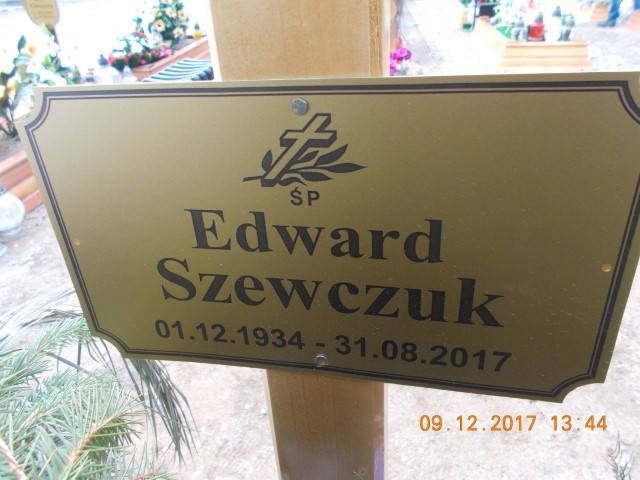 ŚP
Edward
Szewczuk
01.12.1934 - 31.08.2017
09.12.2017 13:44